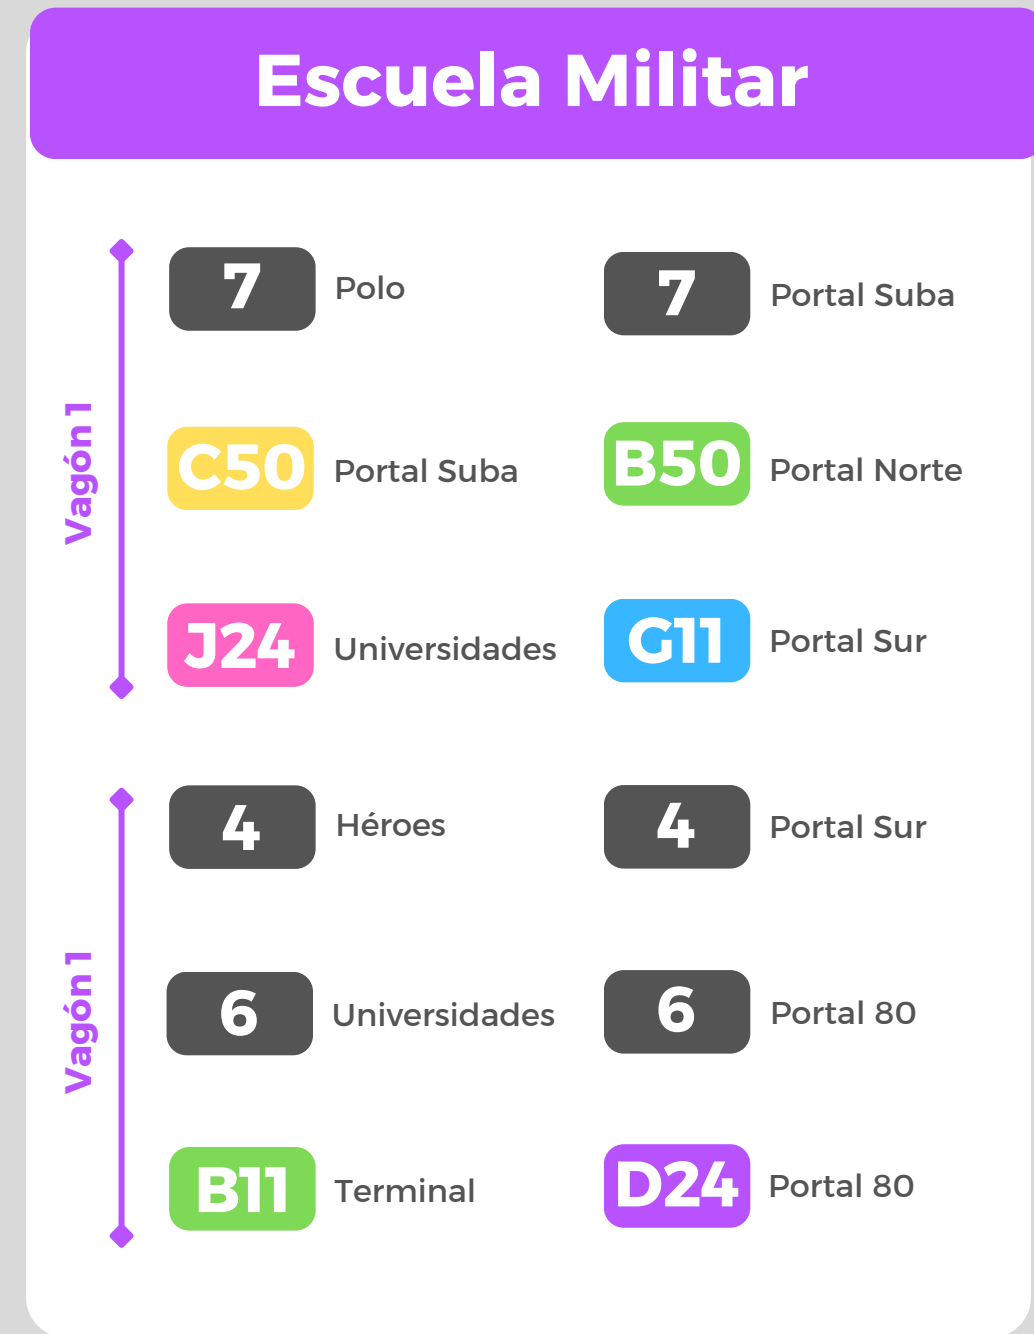 Escuela Militar
Vagón 1
7 Polo
7 Portal Suba
C50 Portal Suba
B50 Portal Norte
J24 Universidades
G11 Portal Sur
Vagón 1
4 Héroes
4 Portal Sur
6 Universidades
6 Portal 80
B11 Terminal
D24 Portal 80